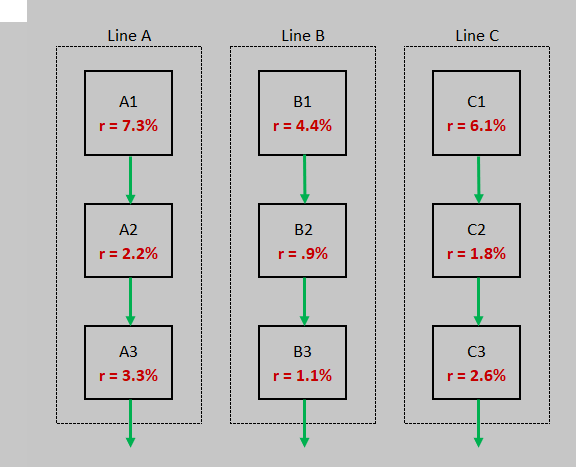 Line A
Line B
Line C
A1
r = 7.3%
B1
r = 4.4%
C1
r = 6.1%
A2
r = 2.2%
B2
r = .9%
C2
r = 1.8%
A3
r = 3.3%
B3
r = 1.1%
C3
r = 2.6%